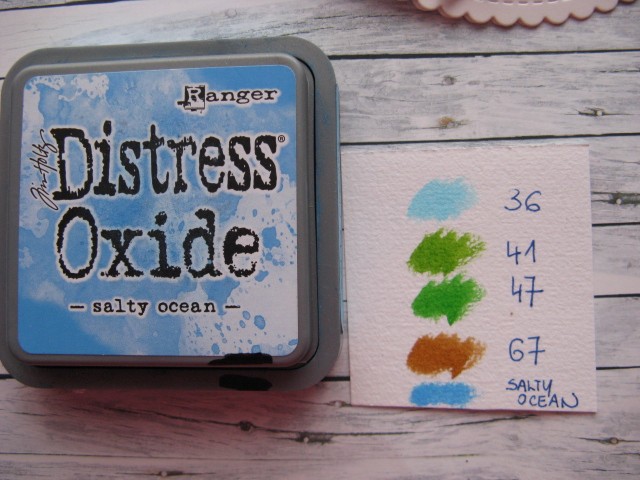 Ranger
Tim Holtz
Distress®
Oxide
— salty ocean —
36
41
47
67
SALTY
OCEAN